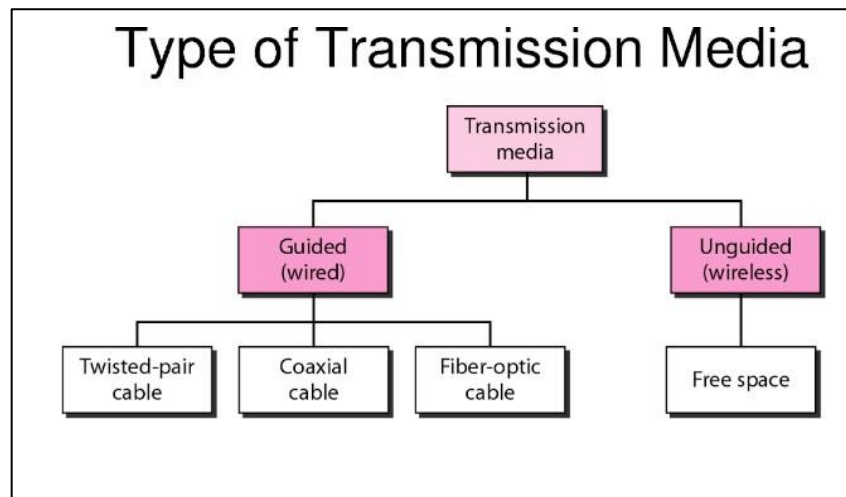 Type of Transmission Media
Transmission
media
Guided
(wired)
Unguided
(wireless)
Twisted-pair
cable
Coaxial
cable
Fiber-optic
cable
Free space